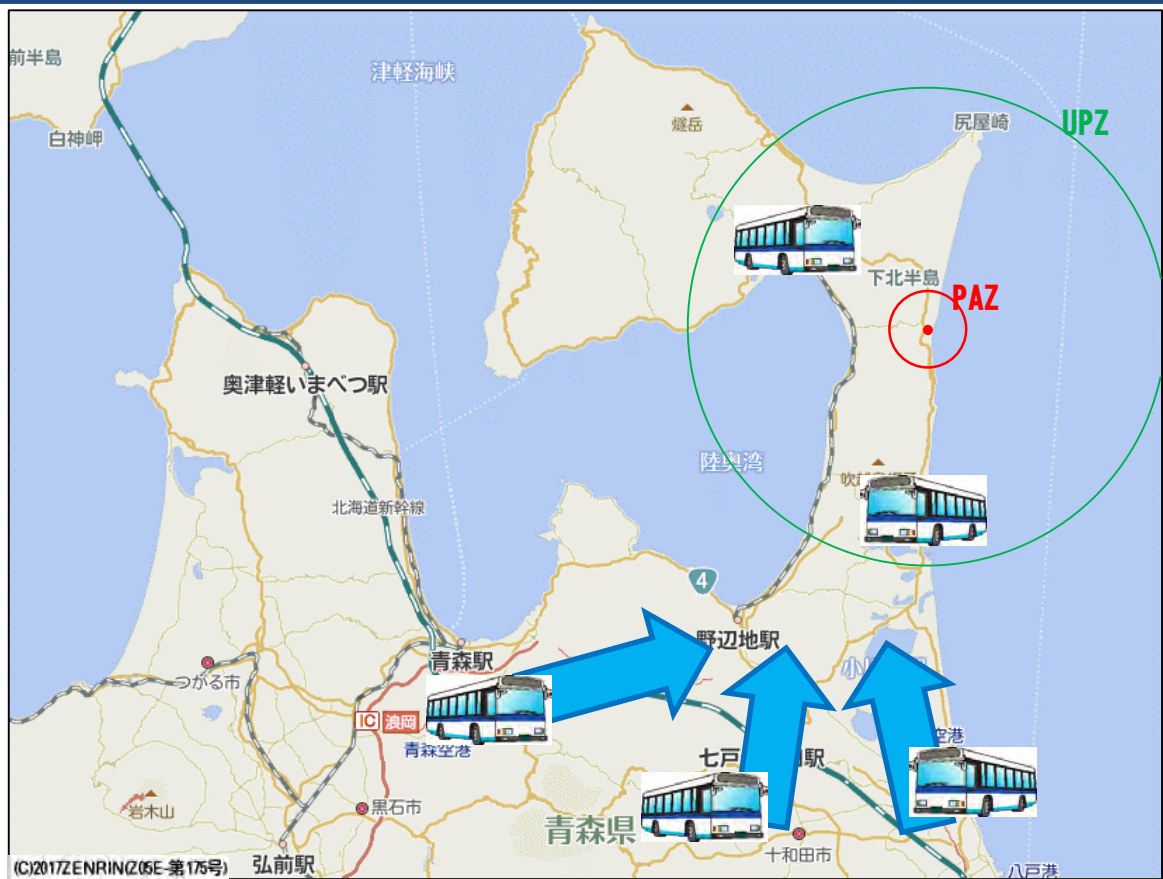 前半島
津軽海峡
白神岬
燧岳
尻屋崎
UPZ
下北半島
PAZ
奥津軽いまべつ駅
北海道新幹線
陸奥湾
4
野辺地駅
青森駅
つがる市
IC 浪岡
青森空港
空港
七戸
駅
岩木山
黒石市
青森県
十和田市
弘前駅
八戸港
(C)2017ZENRIN(Z05E-第175号)